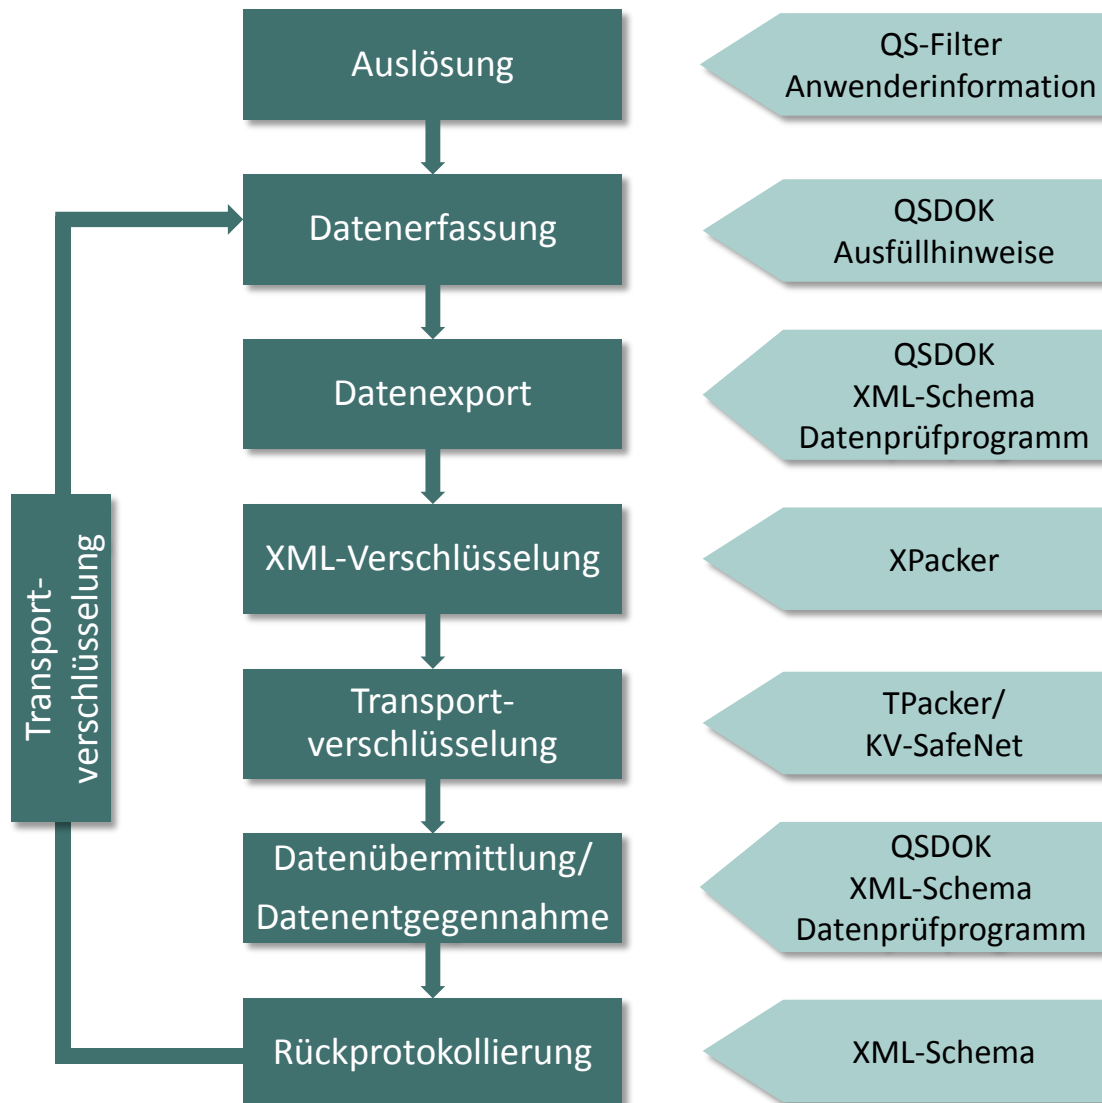 Auslösung
QS-Filter
Anwenderinformation
Datenerfassung
QSDOK
Ausfüllhinweise
Datenexport
QSDOK
XML-Schema
Datenprüfprogramm
XML-Verschlüsselung
XPacker
Transport-
verschlüsselung
Transport-
verschlüsselung
TPacker/
KV-SafeNet
Datenübermittlung/
Datenentgegennahme
QSDOK
XML-Schema
Datenprüfprogramm
Rückprotokollierung
XML-Schema